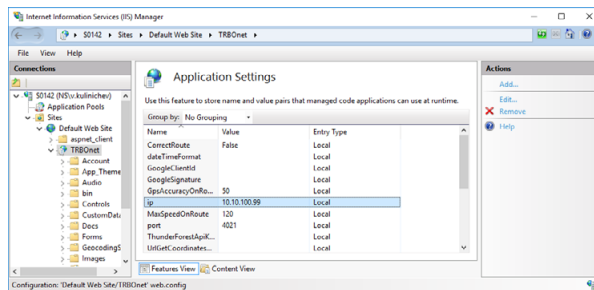 Internet Information Services (IIS) Manager
S0142 ▸ Sites ▸ Default Web Site ▸ TRBOnet ▸
File View Help
Connections
S0142 (NS\v.kulinichev)
Application Pools
Sites
Default Web Site
aspnet_client
TRBOnet
Account
App_Theme
Audio
bin
Controls
CustomData
Docs
Forms
GeocodingS
Images
Application Settings
Use this feature to store name and value pairs that managed code applications can use at runtime.
Group by: No Grouping
Name Value Entry Type
CorrectRoute False Local
dateTimeFormat Local
GoogleClientId Local
GoogleSignature Local
GpsAccuracyOnRo... 50 Local
ip 10.10.100.99 Local
MaxSpeedOnRoute 120 Local
port 4021 Local
ThunderForestApiK... Local
UrlGetCoordinates... Local
Features View Content View
Actions
Add...
Edit...
Remove
Help
Configuration: 'Default Web Site/TRBOnet' web.config